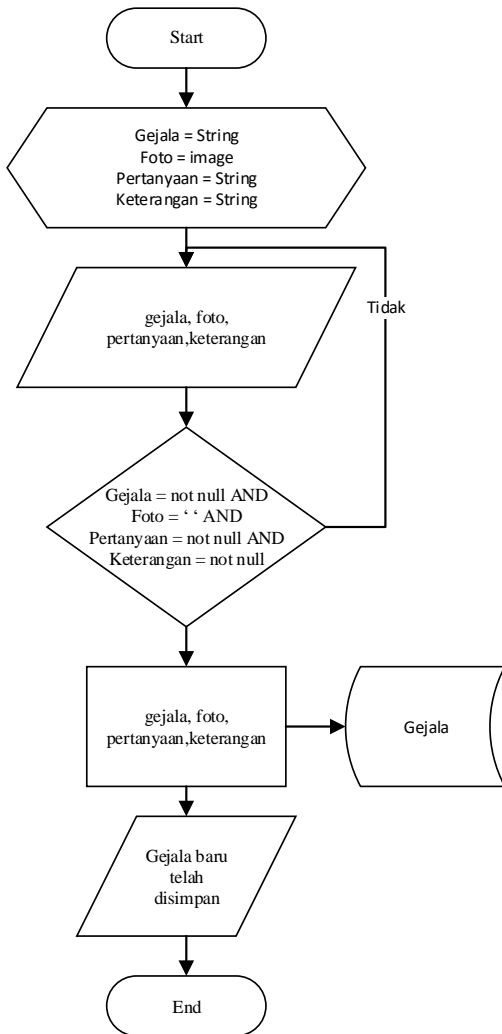 Start
Gejala = String
Foto = image
Pertanyaan = String
Keterangan = String
gejala, foto,
pertanyaan,keterangan
Tidak
Gejala = not null AND
Foto = ‘ ‘ AND
Pertanyaan = not null AND
Keterangan = not null
gejala, foto,
pertanyaan,keterangan
Gejala
Gejala baru
telah
disimpan
End